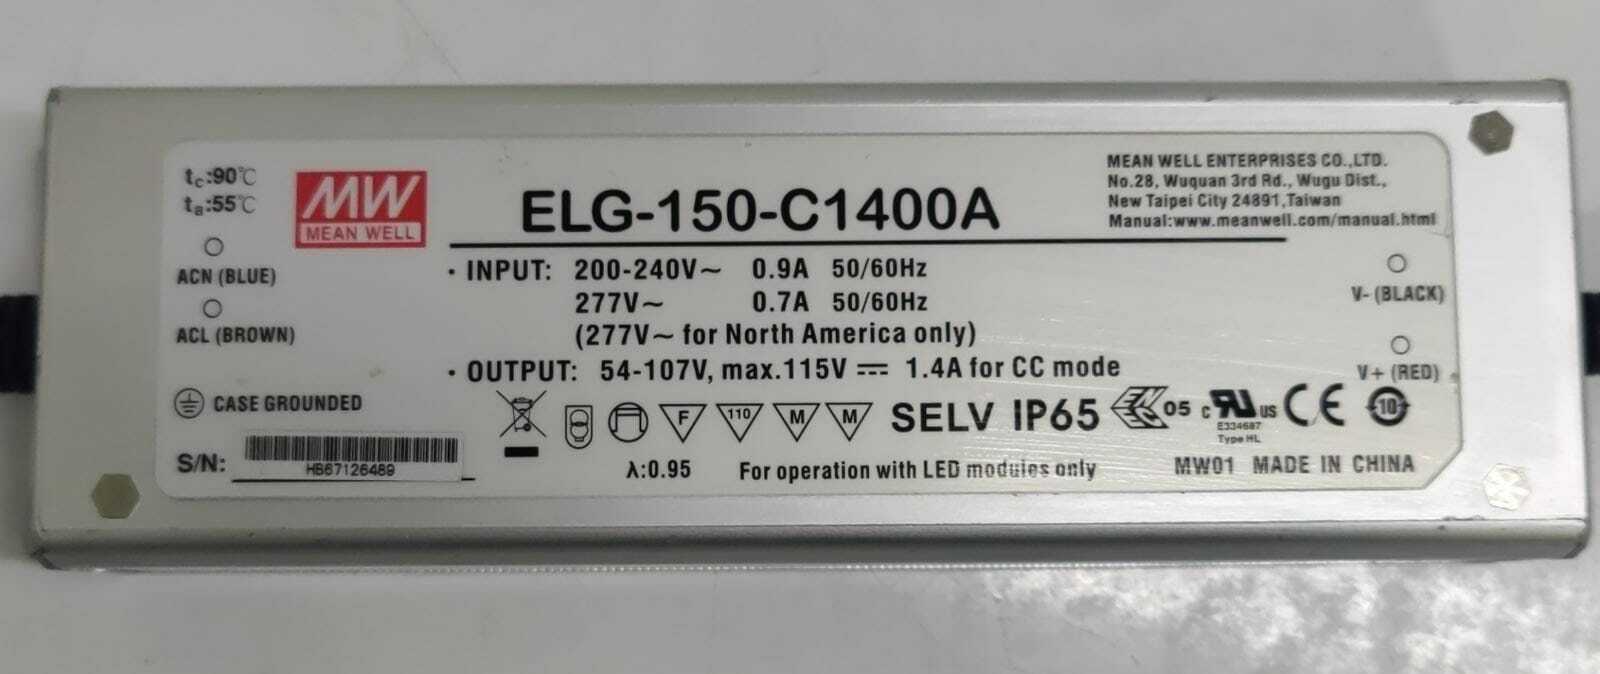 tc:90℃
ta:55℃
MW
MEAN WELL
ELG-150-C1400A
MEAN WELL ENTERPRISES CO.,LTD.
No.28, Wuquan 3rd Rd., Wugu Dist.,
New Taipei City 24891,Taiwan
Manual:www.meanwell.com/manual.html
ACN (BLUE)
ACL (BROWN)
· INPUT: 200-240V~ 0.9A 50/60Hz
277V~ 0.7A 50/60Hz
(277V~ for North America only)
· OUTPUT: 54-107V, max.115V ⎓ 1.4A for CC mode
V- (BLACK)
V+ (RED)
CASE GROUNDED
F 110 M M SELV IP65 05 c RU US CE 10
E334687
Type HL
S/N:
HB67126489
λ:0.95 For operation with LED modules only MW01 MADE IN CHINA